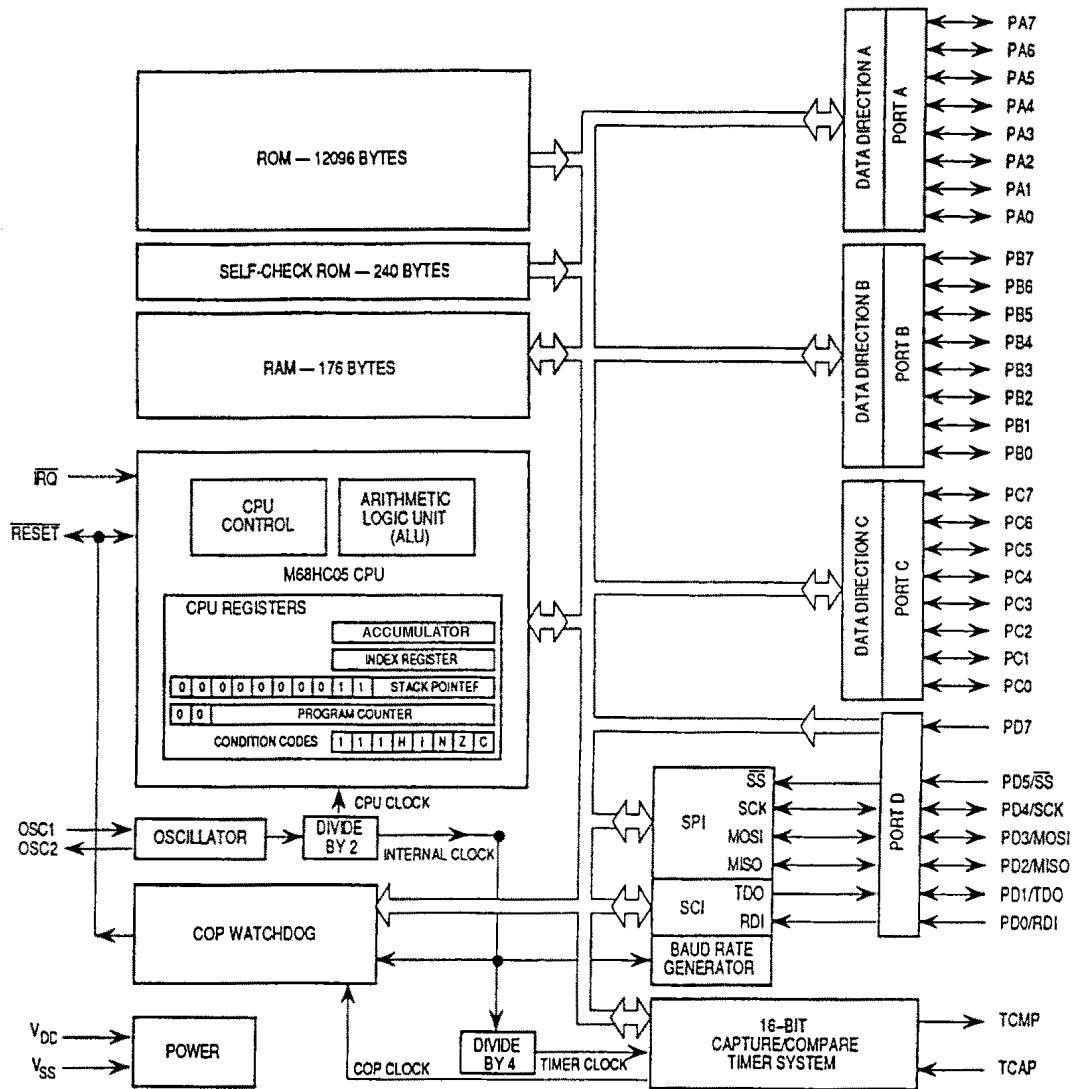 ROM — 12096 BYTES
SELF-CHECK ROM — 240 BYTES
RAM — 176 BYTES
IRQ
RESET
CPU
CONTROL
ARITHMETIC
LOGIC UNIT
(ALU)
M68HC05 CPU
CPU REGISTERS
ACCUMULATOR
INDEX REGISTER
0 0 0 0 0 0 0 0 1 1 STACK POINTEF
0 0 PROGRAM COUNTER
CONDITION CODES 1 1 1 H I N Z C
CPU CLOCK
OSC1
OSC2
OSCILLATOR
DIVIDE
BY 2
INTERNAL CLOCK
COP WATCHDOG
VDC
VSS
POWER
DIVIDE
BY 4
COP CLOCK
TIMER CLOCK
DATA DIRECTION A
PORT A
PA7
PA6
PA5
PA4
PA3
PA2
PA1
PA0
DATA DIRECTION B
PORT B
PB7
PB6
PB5
PB4
PB3
PB2
PB1
PB0
DATA DIRECTION C
PORT C
PC7
PC6
PC5
PC4
PC3
PC2
PC1
PC0
PORT D
PD7
PD5/SS
PD4/SCK
PD3/MOSI
PD2/MISO
PD1/TDO
PD0/RDI
SPI
SS
SCK
MOSI
MISO
SCI
TDO
RDI
BAUD RATE
GENERATOR
16–BIT
CAPTURE/COMPARE
TIMER SYSTEM
TCMP
TCAP